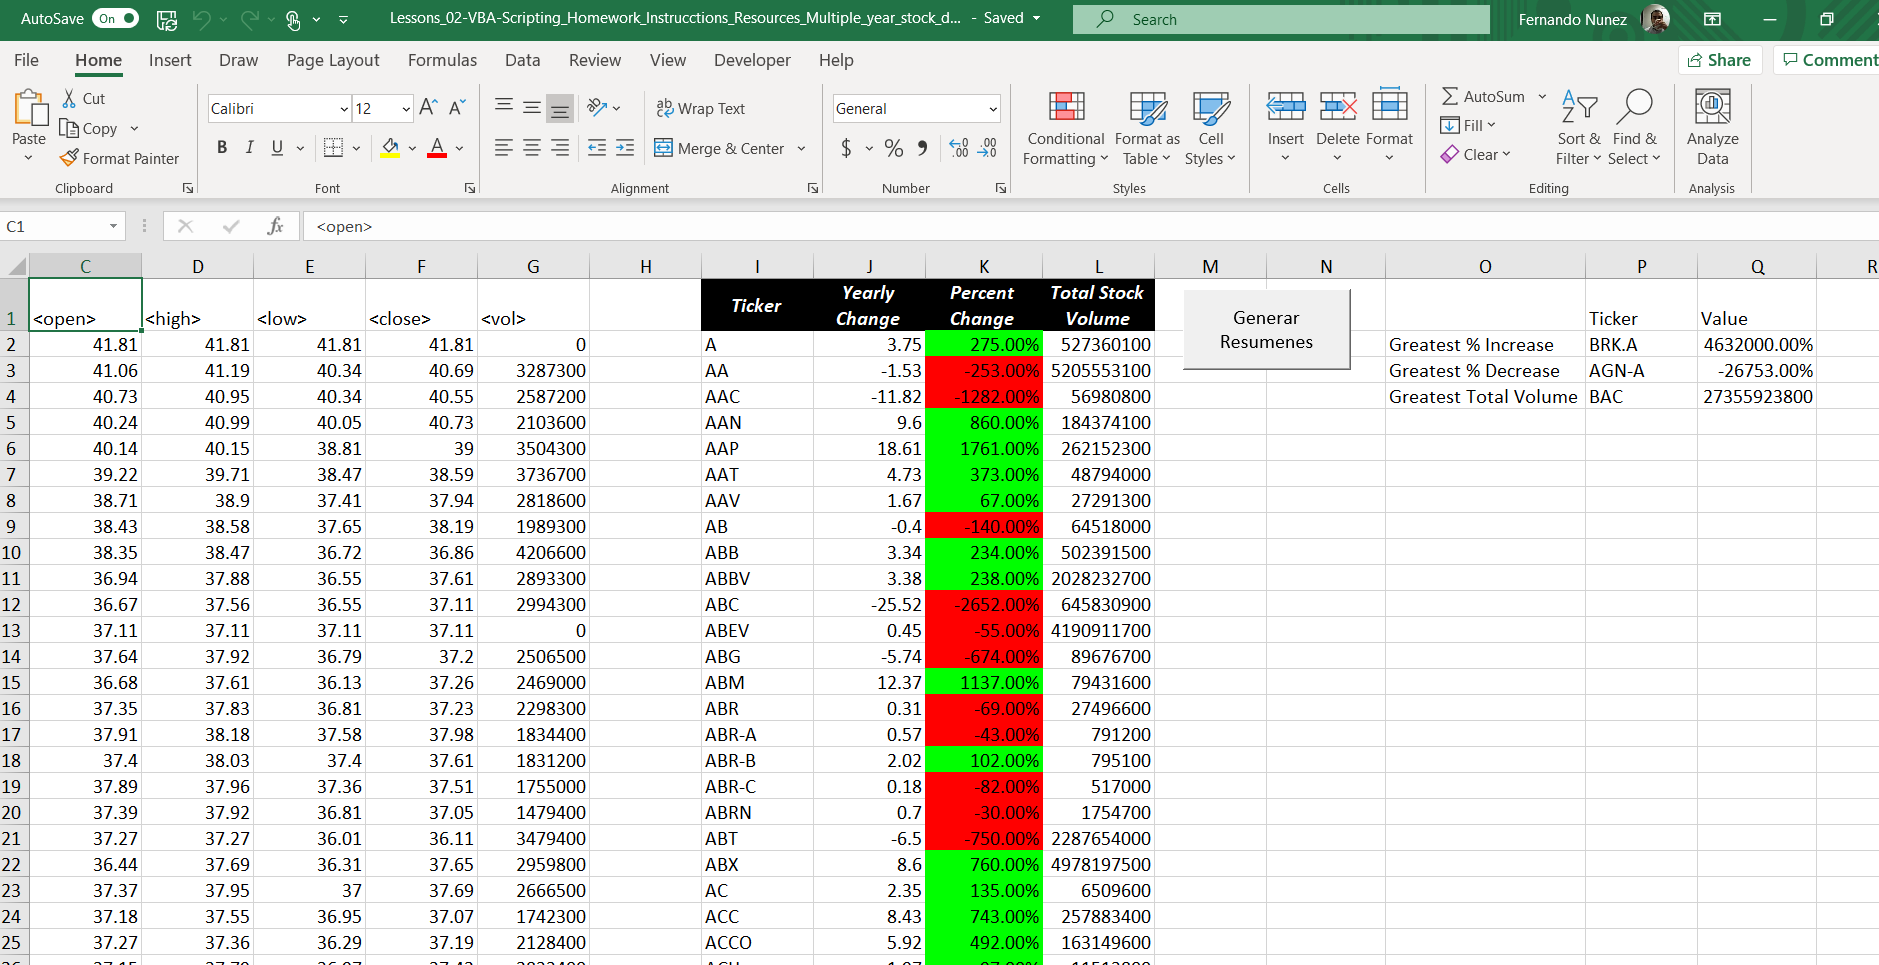 AutoSave On Lessons_02-VBA-Scripting_Homework_Instrucctions_Resources_Multiple_year_stock_d... - Saved Search Fernando Nunez
File Home Insert Draw Page Layout Formulas Data Review View Developer Help Share Comment
Paste Cut Copy Format Painter Clipboard
Calibri 12 B I U A Font
ab Wrap Text Merge & Center Alignment
General $ % Number
Conditional Formatting Format as Table Cell Styles Styles
Insert Delete Format Cells
AutoSum Fill Clear Sort & Filter Find & Select Editing
Analyze Data Analysis
C1 fx <open>
C D E F G H I J K L M N O P Q R
1 <open> <high> <low> <close> <vol> Ticker Yearly Change Percent Change Total Stock Volume Generar Resumenes Ticker Value
2 41.81 41.81 41.81 41.81 0 A 3.75 275.00% 527360100 Greatest % Increase BRK.A 4632000.00%
3 41.06 41.19 40.34 40.69 3287300 AA -1.53 -253.00% 5205553100 Greatest % Decrease AGN-A -26753.00%
4 40.73 40.95 40.34 40.55 2587200 AAC -11.82 -1282.00% 56980800 Greatest Total Volume BAC 27355923800
5 40.24 40.99 40.05 40.73 2103600 AAN 9.6 860.00% 184374100
6 40.14 40.15 38.81 39 3504300 AAP 18.61 1761.00% 262152300
7 39.22 39.71 38.47 38.59 3736700 AAT 4.73 373.00% 48794000
8 38.71 38.9 37.41 37.94 2818600 AAV 1.67 67.00% 27291300
9 38.43 38.58 37.65 38.19 1989300 AB -0.4 -140.00% 64518000
10 38.35 38.47 36.72 36.86 4206600 ABB 3.34 234.00% 502391500
11 36.94 37.88 36.55 37.61 2893300 ABBV 3.38 238.00% 2028232700
12 36.67 37.56 36.55 37.11 2994300 ABC -25.52 -2652.00% 645830900
13 37.11 37.11 37.11 37.11 0 ABEV 0.45 -55.00% 4190911700
14 37.64 37.92 36.79 37.2 2506500 ABG -5.74 -674.00% 89676700
15 36.68 37.61 36.13 37.26 2469000 ABM 12.37 1137.00% 79431600
16 37.35 37.83 36.81 37.23 2298300 ABR 0.31 -69.00% 27496600
17 37.91 38.18 37.58 37.98 1834400 ABR-A 0.57 -43.00% 791200
18 37.4 38.03 37.4 37.61 1831200 ABR-B 2.02 102.00% 795100
19 37.89 37.96 37.36 37.51 1755000 ABR-C 0.18 -82.00% 517000
20 37.39 37.92 36.81 37.05 1479400 ABRN 0.7 -30.00% 1754700
21 37.27 37.27 36.01 36.11 3479400 ABT -6.5 -750.00% 2287654000
22 36.44 37.69 36.31 37.65 2959800 ABX 8.6 760.00% 4978197500
23 37.37 37.95 37 37.69 2666500 AC 2.35 135.00% 6509600
24 37.18 37.55 36.95 37.07 1742300 ACC 8.43 743.00% 257883400
25 37.27 37.36 36.29 37.19 2128400 ACCO 5.92 492.00% 163149600